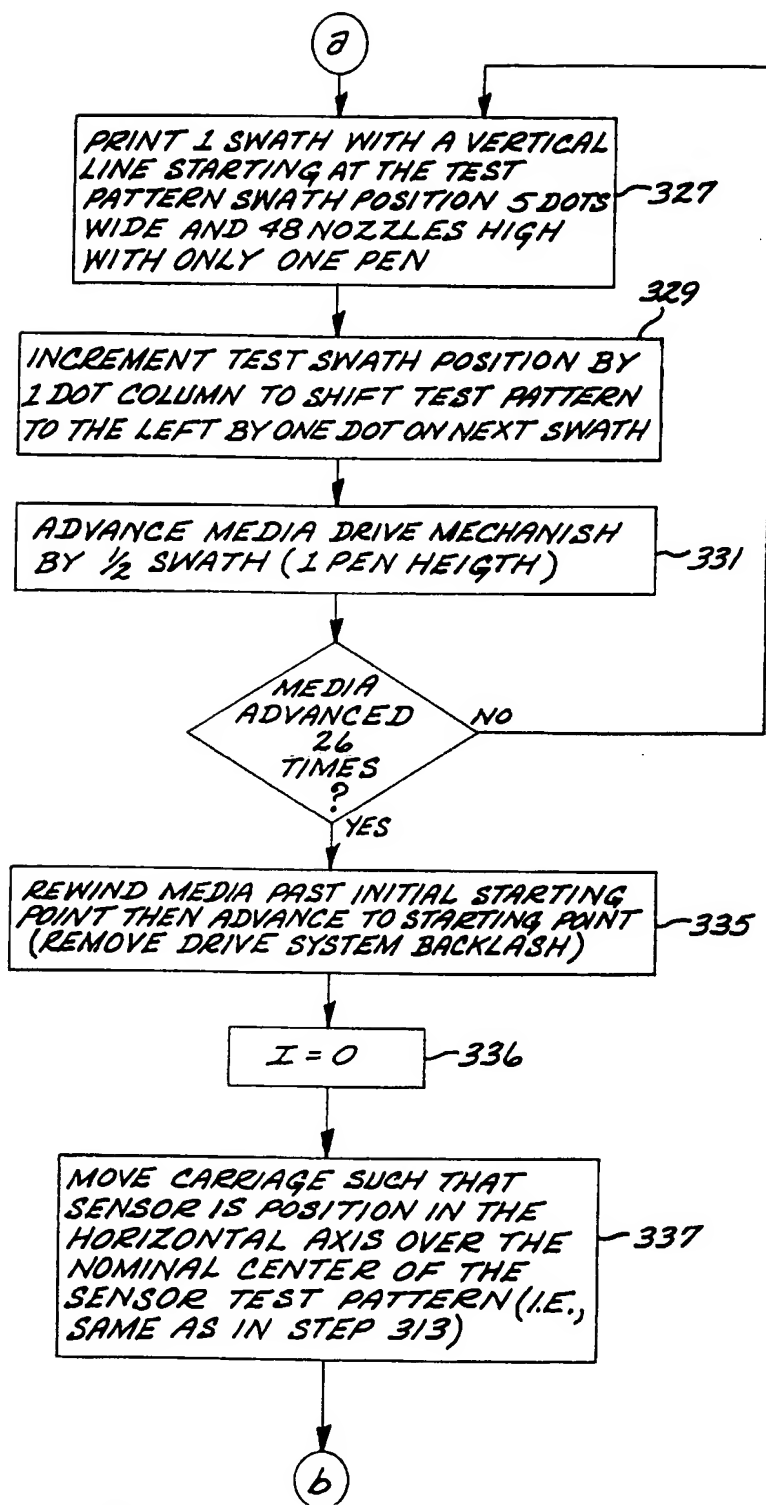 a
PRINT 1 SWATH WITH A VERTICAL
LINE STARTING AT THE TEST
PATTERN SWATH POSITION 5 DOTS
WIDE AND 48 NOZZLES HIGH
WITH ONLY ONE PEN
327
329
INCREMENT TEST SWATH POSITION BY
1 DOT COLUMN TO SHIFT TEST PATTERN
TO THE LEFT BY ONE DOT ON NEXT SWATH
ADVANCE MEDIA DRIVE MECHANISH
BY 1/2 SWATH (1 PEN HEIGTH)
331
MEDIA
ADVANCED
26
TIMES
?
NO
YES
REWIND MEDIA PAST INITIAL STARTING
POINT THEN ADVANCE TO STARTING POINT
(REMOVE DRIVE SYSTEM BACKLASH)
335
I = 0
336
MOVE CARRIAGE SUCH THAT
SENSOR IS POSITION IN THE
HORIZONTAL AXIS OVER THE
NOMINAL CENTER OF THE
SENSOR TEST PATTERN (I.E.,
SAME AS IN STEP 313)
337
b